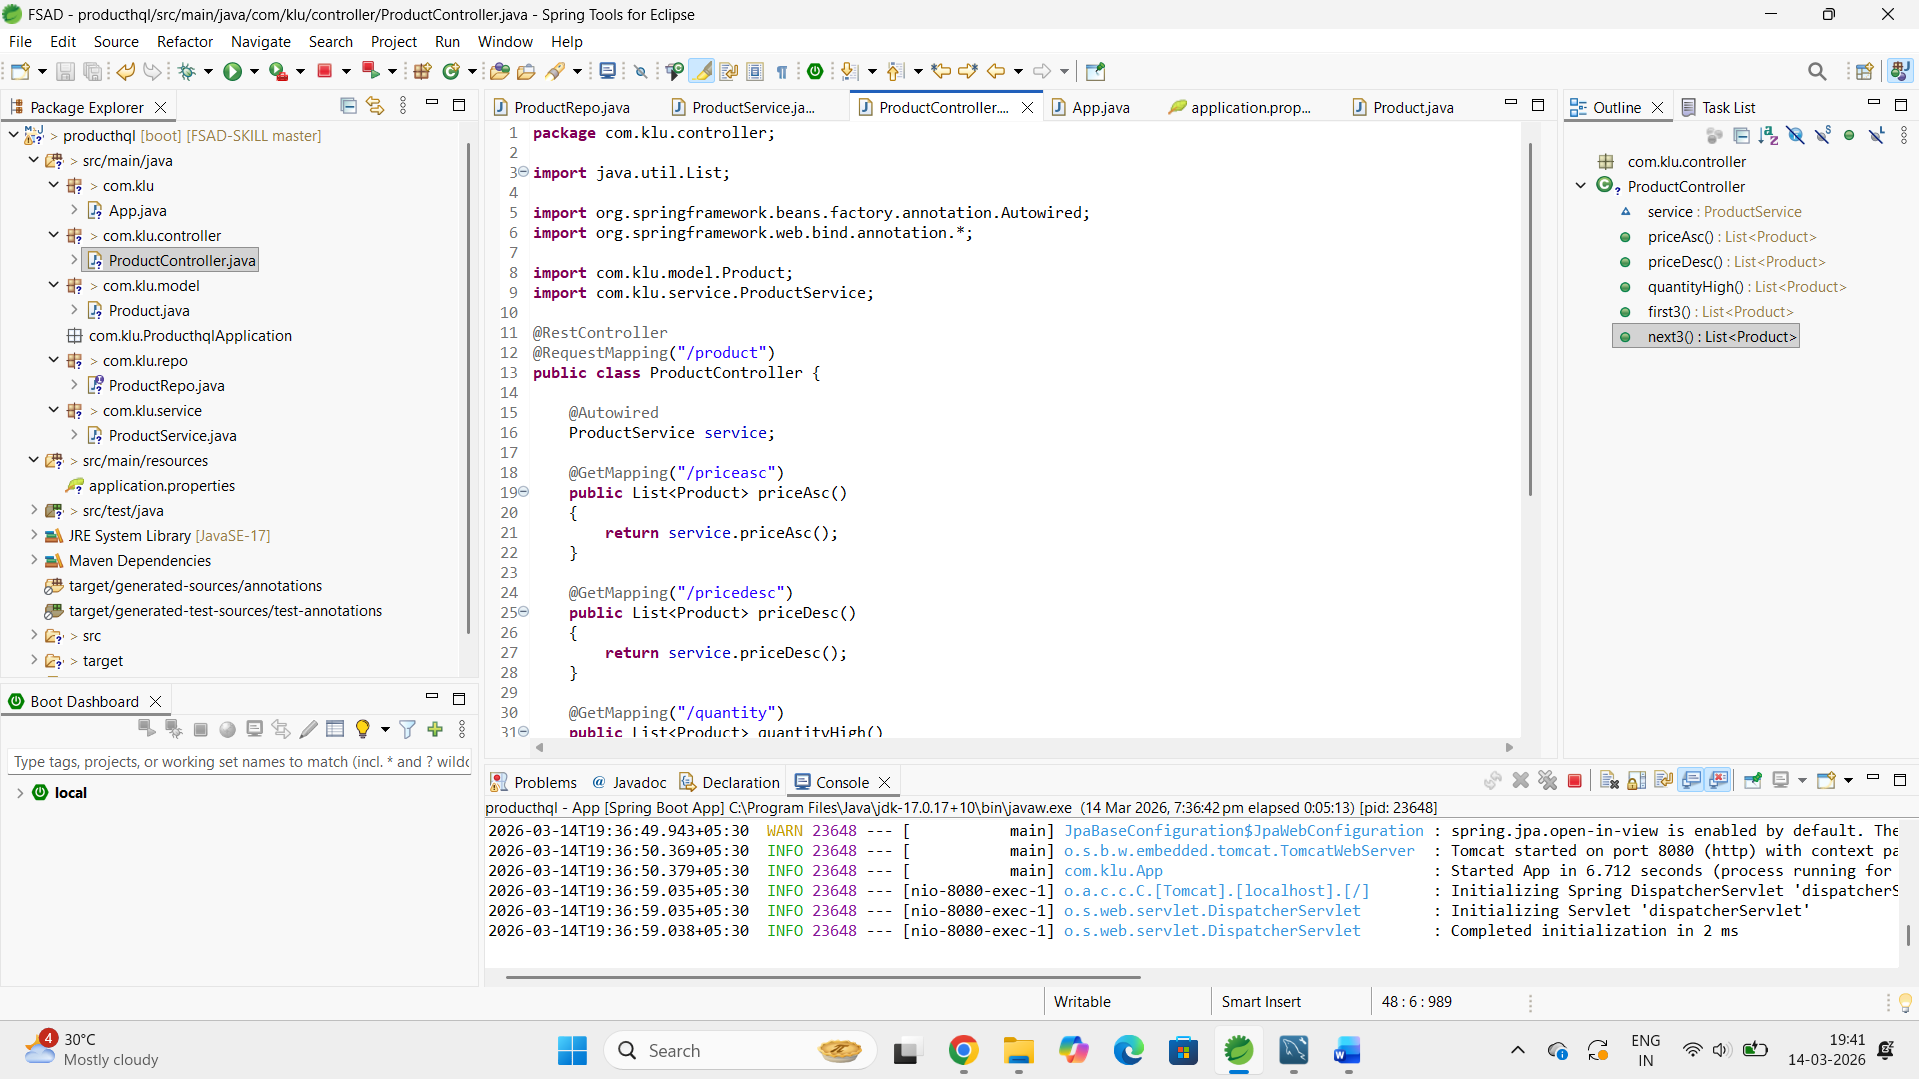 FSAD - producthql/src/main/java/com/klu/controller/ProductController.java - Spring Tools for Eclipse
File Edit Source Refactor Navigate Search Project Run Window Help
Package Explorer
producthql [boot] [FSAD-SKILL master]
src/main/java
com.klu
App.java
com.klu.controller
ProductController.java
com.klu.model
Product.java
com.klu.ProducthqlApplication
com.klu.repo
ProductRepo.java
com.klu.service
ProductService.java
src/main/resources
application.properties
src/test/java
JRE System Library [JavaSE-17]
Maven Dependencies
target/generated-sources/annotations
target/generated-test-sources/test-annotations
src
target
Boot Dashboard
Type tags, projects, or working set names to match (incl. * and ? wildc
local
ProductRepo.java ProductService.ja... ProductController.... App.java application.prop... Product.java
1 package com.klu.controller;
2
3 import java.util.List;
4
5 import org.springframework.beans.factory.annotation.Autowired;
6 import org.springframework.web.bind.annotation.*;
7
8 import com.klu.model.Product;
9 import com.klu.service.ProductService;
10
11 @RestController
12 @RequestMapping("/product")
13 public class ProductController {
14
15 @Autowired
16 ProductService service;
17
18 @GetMapping("/priceasc")
19 public List<Product> priceAsc()
20 {
21 return service.priceAsc();
22 }
23
24 @GetMapping("/pricedesc")
25 public List<Product> priceDesc()
26 {
27 return service.priceDesc();
28 }
29
30 @GetMapping("/quantity")
31 public List<Product> quantityHigh()
Outline Task List
com.klu.controller
ProductController
service : ProductService
priceAsc() : List<Product>
priceDesc() : List<Product>
quantityHigh() : List<Product>
first3() : List<Product>
next3() : List<Product>
Problems @ Javadoc Declaration Console
producthql - App [Spring Boot App] C:\Program Files\Java\jdk-17.0.17+10\bin\javaw.exe (14 Mar 2026, 7:36:42 pm elapsed 0:05:13) [pid: 23648]
2026-03-14T19:36:49.943+05:30 WARN 23648 --- [ main] JpaBaseConfiguration$JpaWebConfiguration : spring.jpa.open-in-view is enabled by default. The
2026-03-14T19:36:50.369+05:30 INFO 23648 --- [ main] o.s.b.w.embedded.tomcat.TomcatWebServer : Tomcat started on port 8080 (http) with context pa
2026-03-14T19:36:50.379+05:30 INFO 23648 --- [ main] com.klu.App : Started App in 6.712 seconds (process running for
2026-03-14T19:36:59.035+05:30 INFO 23648 --- [nio-8080-exec-1] o.a.c.c.C.[Tomcat].[localhost].[/] : Initializing Spring DispatcherServlet 'dispatcherS
2026-03-14T19:36:59.035+05:30 INFO 23648 --- [nio-8080-exec-1] o.s.web.servlet.DispatcherServlet : Initializing Servlet 'dispatcherServlet'
2026-03-14T19:36:59.038+05:30 INFO 23648 --- [nio-8080-exec-1] o.s.web.servlet.DispatcherServlet : Completed initialization in 2 ms
Writable Smart Insert 48 : 6 : 989
4 30°C
Mostly cloudy
Search
ENG
IN
19:41
14-03-2026